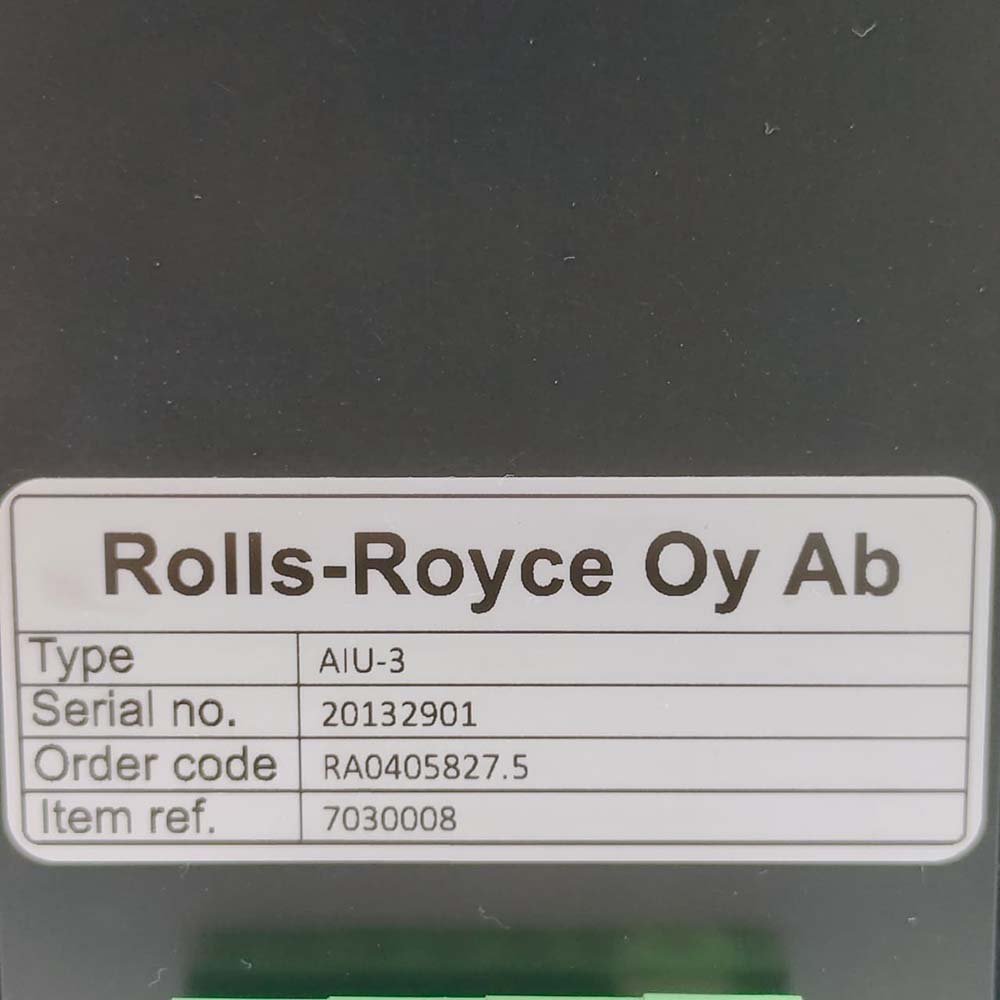 Rolls-Royce Oy Ab
Type AIU-3
Serial no. 20132901
Order code RA0405827.5
Item ref. 7030008